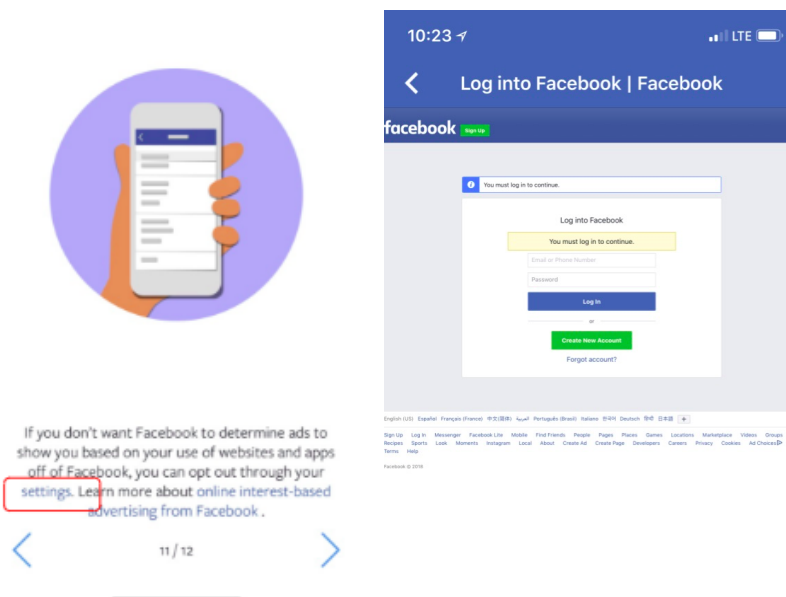 If you don't want Facebook to determine ads to
show you based on your use of websites and apps
off of Facebook, you can opt out through your
settings. Learn more about online interest-based
advertising from Facebook .
11 / 12
10:23
LTE
Log into Facebook | Facebook
facebook Sign Up
You must log in to continue.
Log into Facebook
You must log in to continue.
Email or Phone Number
Password
Log In
or
Create New Account
Forgot account?
English (US) Español Français (France) 中文(简体) العربية Português (Brasil) Italiano 한국어 Deutsch हिन्दी 日本語 +
Sign Up Log In Messenger Facebook Lite Mobile Find Friends People Pages Places Games Locations Marketplace Videos Groups
Recipes Sports Look Moments Instagram Local About Create Ad Create Page Developers Careers Privacy Cookies Ad Choices
Terms Help
Facebook © 2018